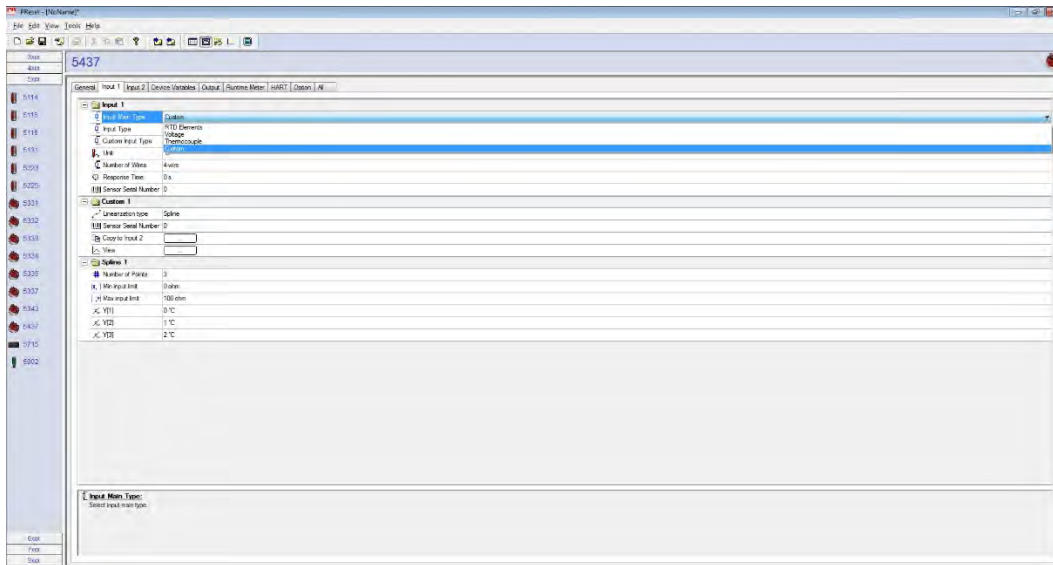 PReset - [NoName]*
File Edit View Tools Help
5437
General Input 1 Input 2 Device Variables Output Runtime Meter HART Option All
5114
5115
5116
5131
5223
5225
5331
5332
5333
5334
5335
5337
5343
5437
5715
5802
Input 1
Input Main Type Custom
RTD Elements
Input Type
Voltage
Custom Input Type Thermocouple
Custom
Unit
Number of Wires 4-wire
Response Time 0 s
Sensor Serial Number 0
Custom 1
Linearization type Spline
Sensor Serial Number 0
Copy to Input 2
View
Spline 1
# Number of Points 3
Min input limit 0 ohm
Max input limit 100 ohm
Y[1] 0 °C
Y[2] 1 °C
Y[3] 2 °C
Input Main Type:
Select input main type.